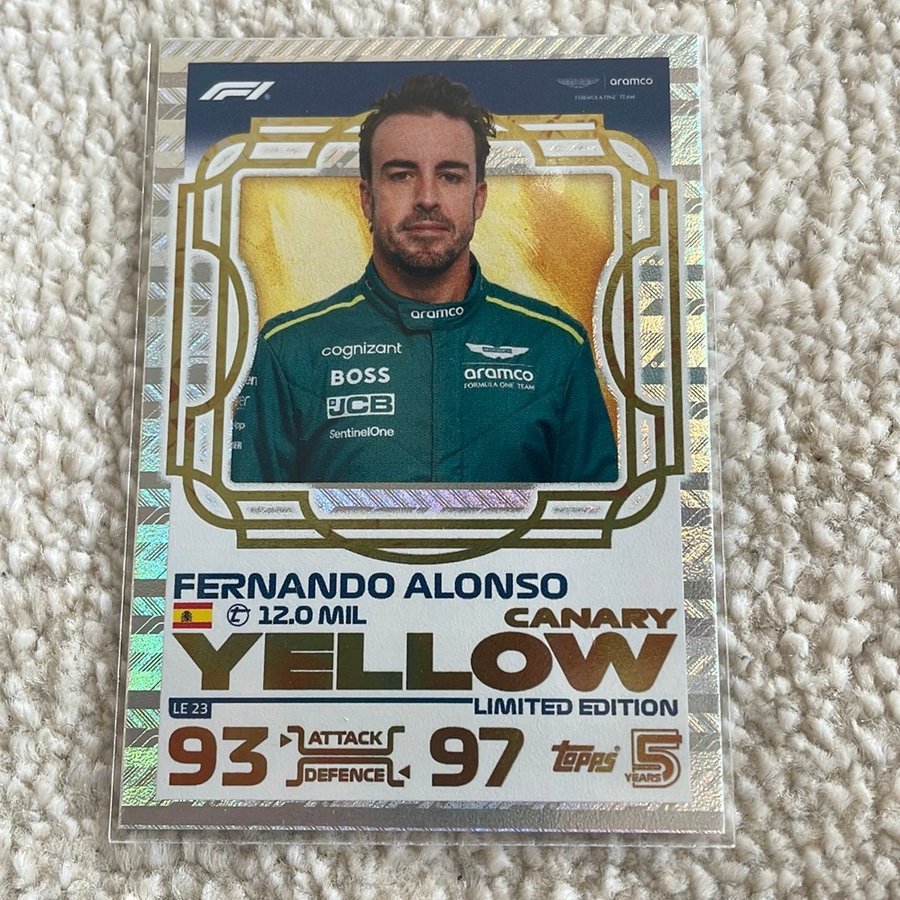 F1
aramco
FORMULA ONE TEAM
aramco
cognizant
BOSS
JCB
SentinelOne
aramco
FORMULA ONE TEAM
FERNANDO ALONSO
12.0 MIL
CANARY
YELLOW
LE 23
LIMITED EDITION
93
ATTACK
DEFENCE
97
topps
5
YEARS